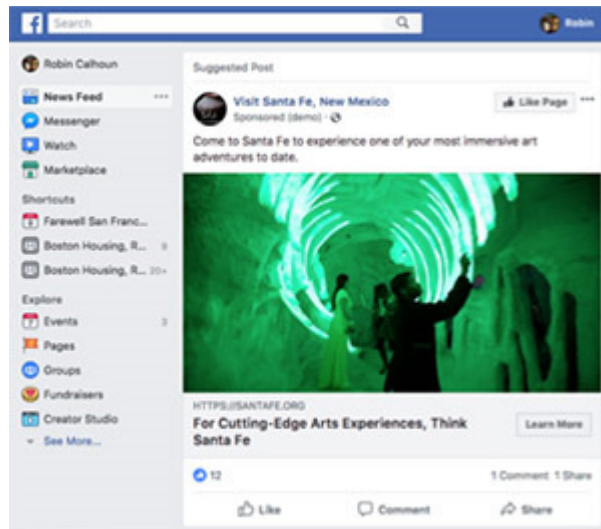 f
Search
Robin
Robin Calhoun
News Feed
Messenger
Watch
Marketplace
Shortcuts
Farewell San Franc...
Boston Housing, R... 9
Boston Housing, R... 20+
Explore
Events 3
Pages
Groups
Fundraisers
Creator Studio
See More...
Suggested Post
Visit Santa Fe, New Mexico
Like Page
Sponsored (demo) ·
Come to Santa Fe to experience one of your most immersive art
adventures to date.
HTTPS://SANTAFE.ORG
For Cutting-Edge Arts Experiences, Think
Santa Fe
Learn More
12
1 Comment 1 Share
Like
Comment
Share